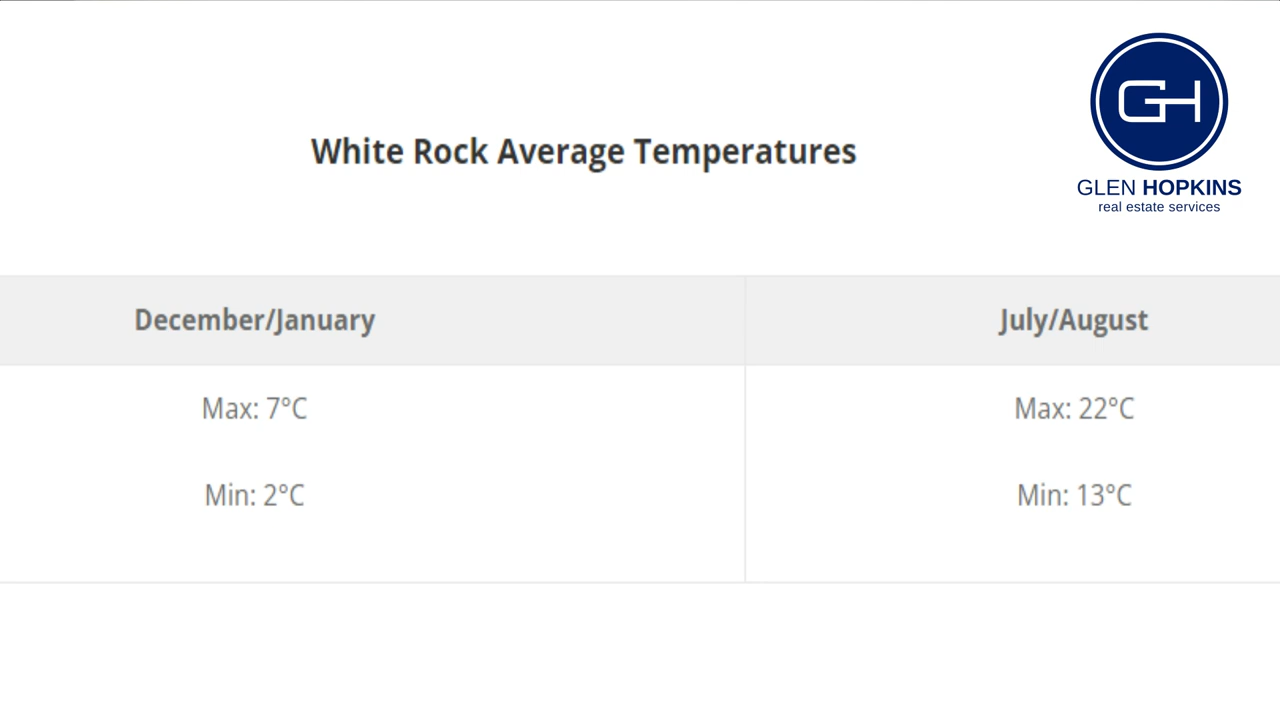 GH
GLEN HOPKINS
real estate services
White Rock Average Temperatures
December/January
July/August
Max: 7°C
Max: 22°C
Min: 2°C
Min: 13°C